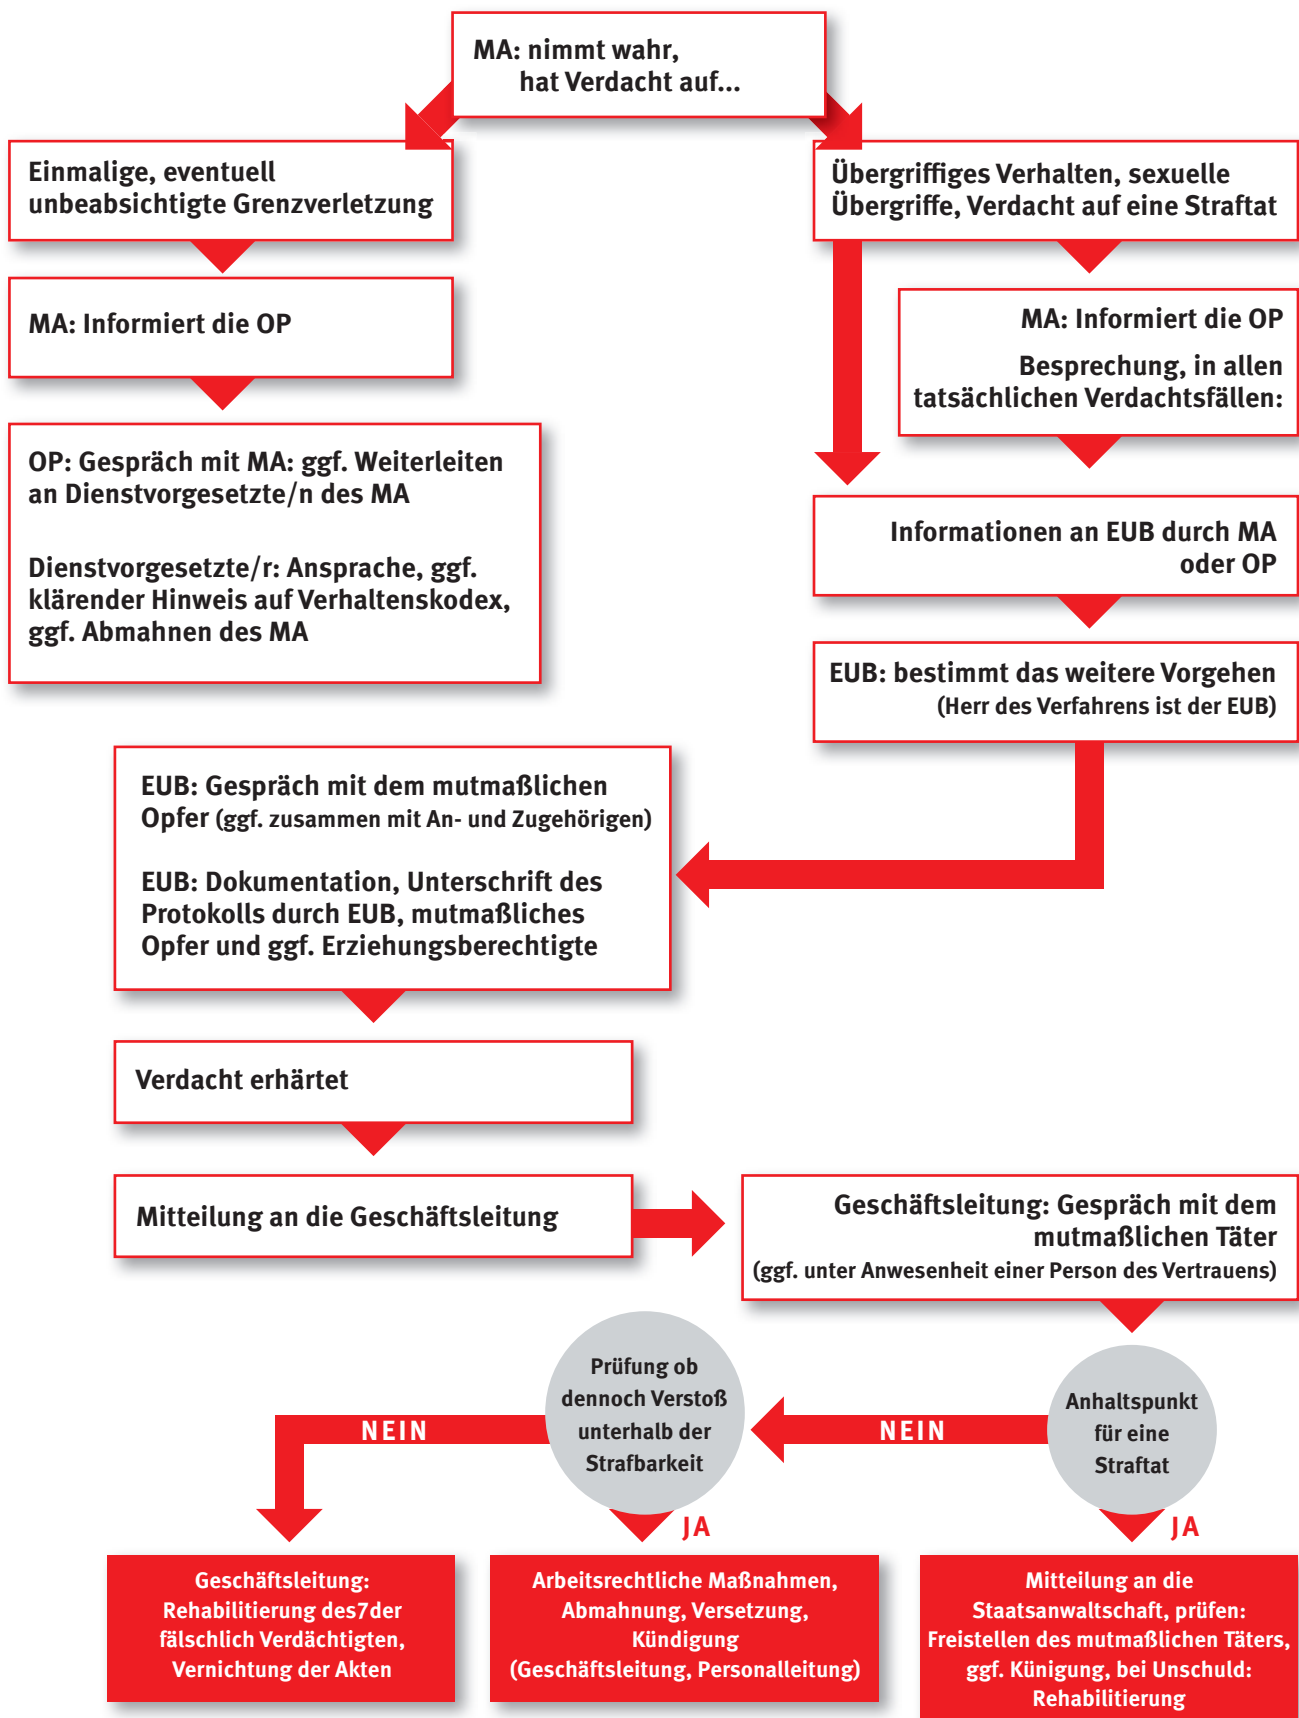 MA: nimmt wahr,
hat Verdacht auf...
Einmalige, eventuell
unbeabsichtigte Grenzverletzung
Übergriffiges Verhalten, sexuelle
Übergriffe, Verdacht auf eine Straftat
MA: Informiert die OP
MA: Informiert die OP
Besprechung, in allen
tatsächlichen Verdachtsfällen:
OP: Gespräch mit MA: ggf. Weiterleiten
an Dienstvorgesetzte/n des MA
Dienstvorgesetzte/r: Ansprache, ggf.
klärender Hinweis auf Verhaltenskodex,
ggf. Abmahnen des MA
Informationen an EUB durch MA
oder OP
EUB: bestimmt das weitere Vorgehen
(Herr des Verfahrens ist der EUB)
EUB: Gespräch mit dem mutmaßlichen
Opfer (ggf. zusammen mit An- und Zugehörigen)
EUB: Dokumentation, Unterschrift des
Protokolls durch EUB, mutmaßliches
Opfer und ggf. Erziehungsberechtigte
Verdacht erhärtet
Mitteilung an die Geschäftsleitung
Geschäftsleitung: Gespräch mit dem
mutmaßlichen Täter
(ggf. unter Anwesenheit einer Person des Vertrauens)
Anhaltspunkt
für eine
Straftat
NEIN
Prüfung ob
dennoch Verstoß
unterhalb der
Strafbarkeit
NEIN
JA
JA
Geschäftsleitung:
Rehabilitierung des7der
fälschlich Verdächtigten,
Vernichtung der Akten
Arbeitsrechtliche Maßnahmen,
Abmahnung, Versetzung,
Kündigung
(Geschäftsleitung, Personalleitung)
Mitteilung an die
Staatsanwaltschaft, prüfen:
Freistellen des mutmaßlichen Täters,
ggf. Künigung, bei Unschuld:
Rehabilitierung